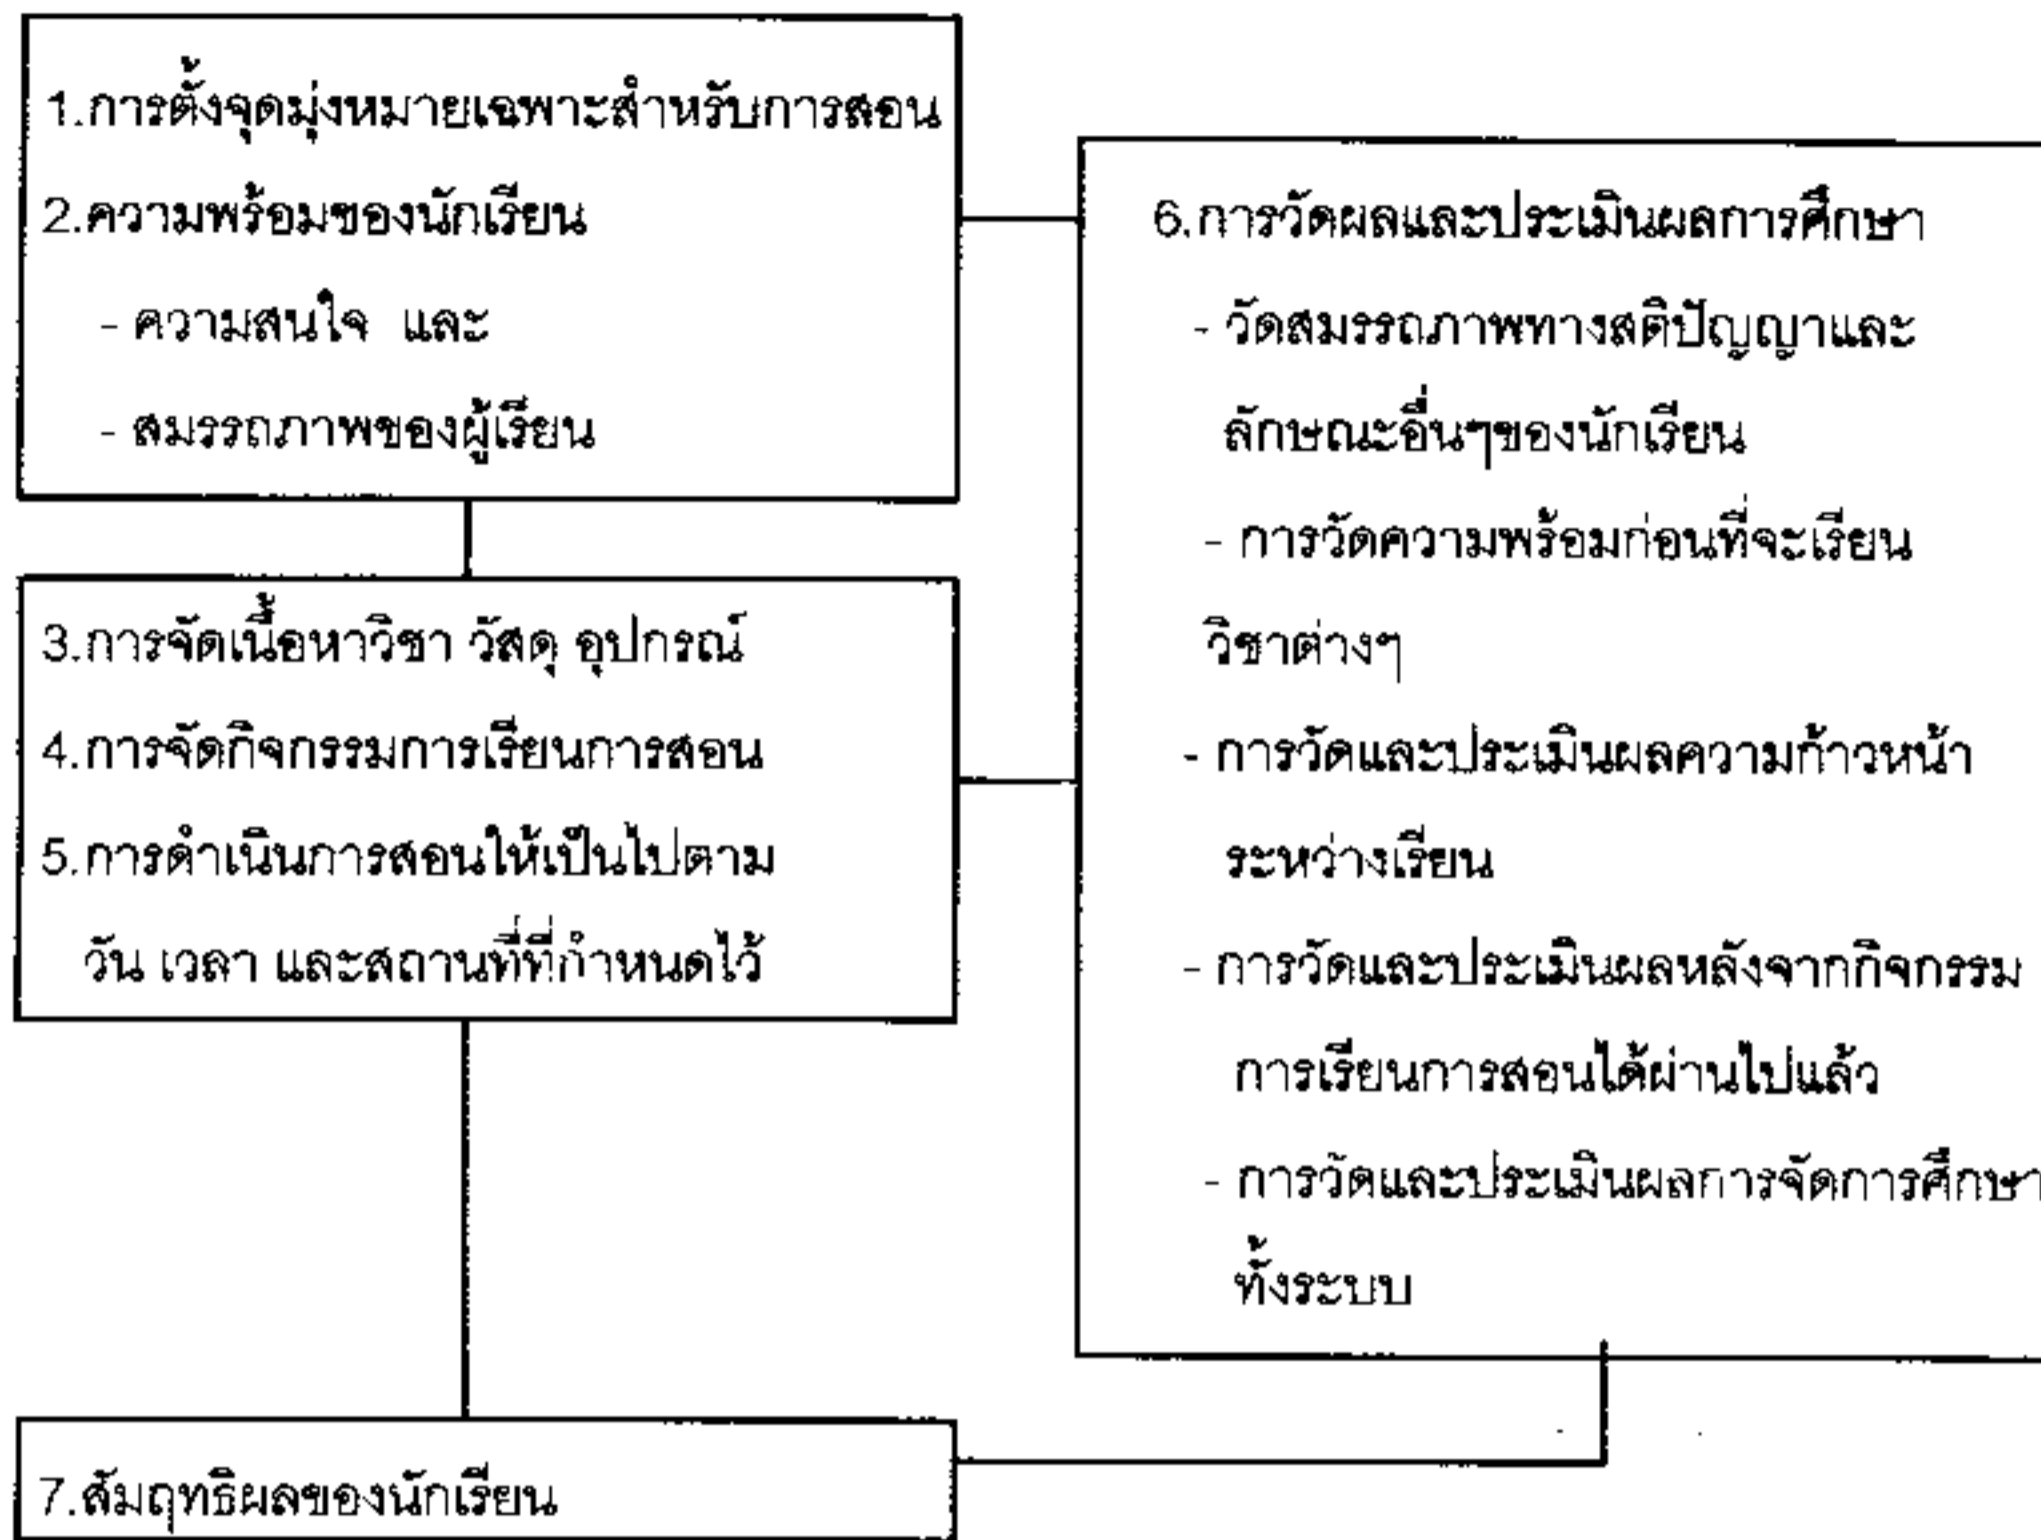 1.การตั้งจุดมุ่งหมายเฉพาะสำหรับการสอน
2.ความพร้อมของนักเรียน
- ความสนใจ และ
- สมรรถภาพของผู้เรียน
3.การจัดเนื้อหาวิชา วัสดุ อุปกรณ์
4.การจัดกิจกรรมการเรียนการสอน
5.การดำเนินการสอนให้เป็นไปตาม
วัน เวลา และสถานที่ที่กำหนดไว้
6.การวัดผลและประเมินผลการศึกษา
- วัดสมรรถภาพทางสติปัญญาและ
ลักษณะอื่นๆของนักเรียน
- การวัดความพร้อมก่อนที่จะเรียน
วิชาต่างๆ
- การวัดและประเมินผลความก้าวหน้า
ระหว่างเรียน
- การวัดและประเมินผลหลังจากกิจกรรม
การเรียนการสอนได้ผ่านไปแล้ว
- การวัดและประเมินผลการจัดการศึกษา
ทั้งระบบ
7.สัมฤทธิผลของนักเรียน